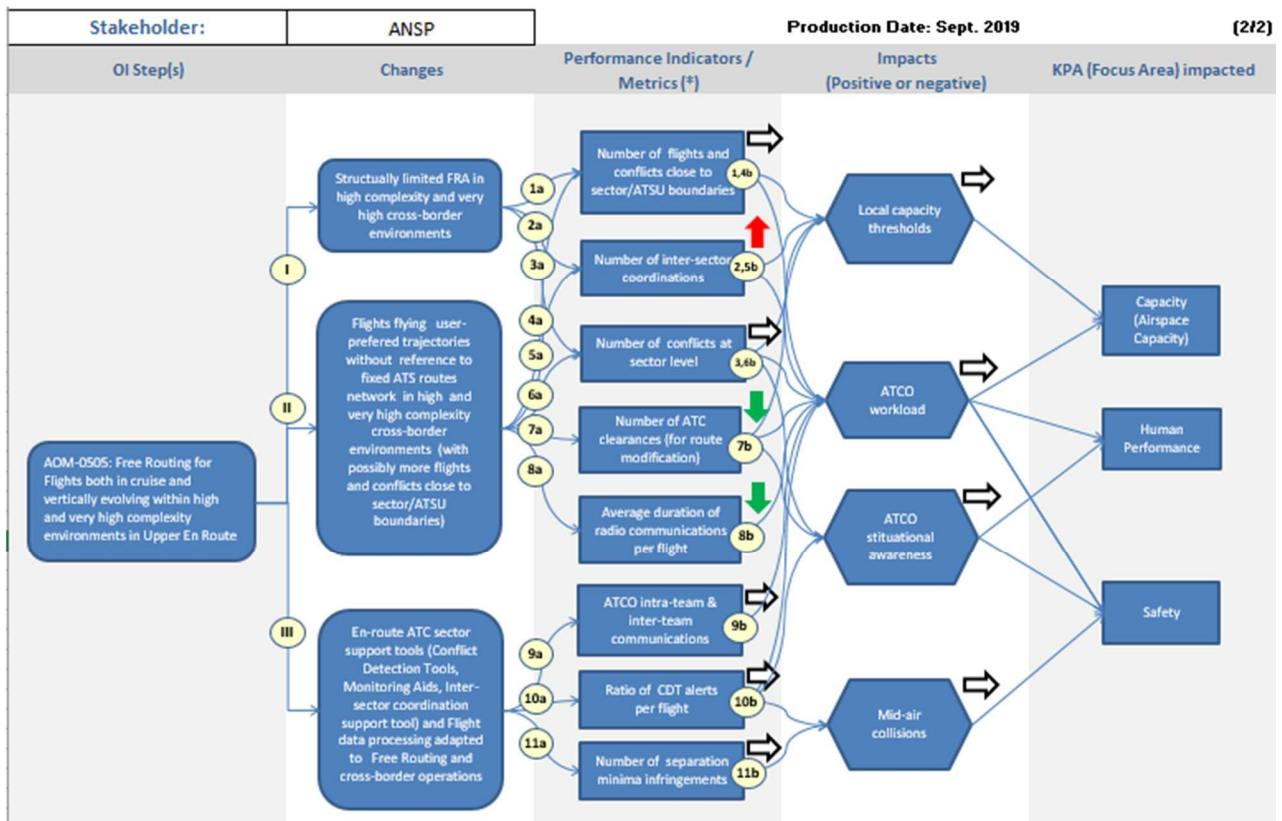 Stakeholder:
ANSP
Production Date: Sept. 2019
(2/2)
OI Step(s)
Changes
Performance Indicators /
Metrics (*)
Impacts
(Positive or negative)
KPA (Focus Area) impacted
AOM-0505: Free Routing for
Flights both in cruise and
vertically evolving within high
and very high complexity
environments in Upper En Route
I
II
III
Structually limited FRA in
high complexity and very
high cross-border
environments
Flights flying user-
preferred trajectories
without reference to
fixed ATS routes
network in high and
very high complexity
cross-border
environments (with
possibly more flights
and conflicts close to
sector/ATSU
boundaries)
En-route ATC sector
support tools (Conflict
Detection Tools,
Monitoring Aids, Inter-
sector coordination
support tool) and Flight
data processing adapted
to Free Routing and
cross-border operations
1a
2a
3a
4a
5a
6a
7a
8a
9a
10a
11a
Number of flights and
conflicts close to
sector/ATSU boundaries
1,4b
Number of inter-sector
coordinations
2,5b
Number of conflicts at
sector level
3,6b
Number of ATC
clearances (for route
modification)
7b
Average duration of
radio communications
per flight
8b
ATCO intra-team &
inter-team
communications
9b
Ratio of CDT alerts
per flight
10b
Number of separation
minima infringements
11b
Local capacity
thresholds
ATCO
workload
ATCO
stituational
awareness
Mid-air
collisions
Capacity
(Airspace
Capacity)
Human
Performance
Safety